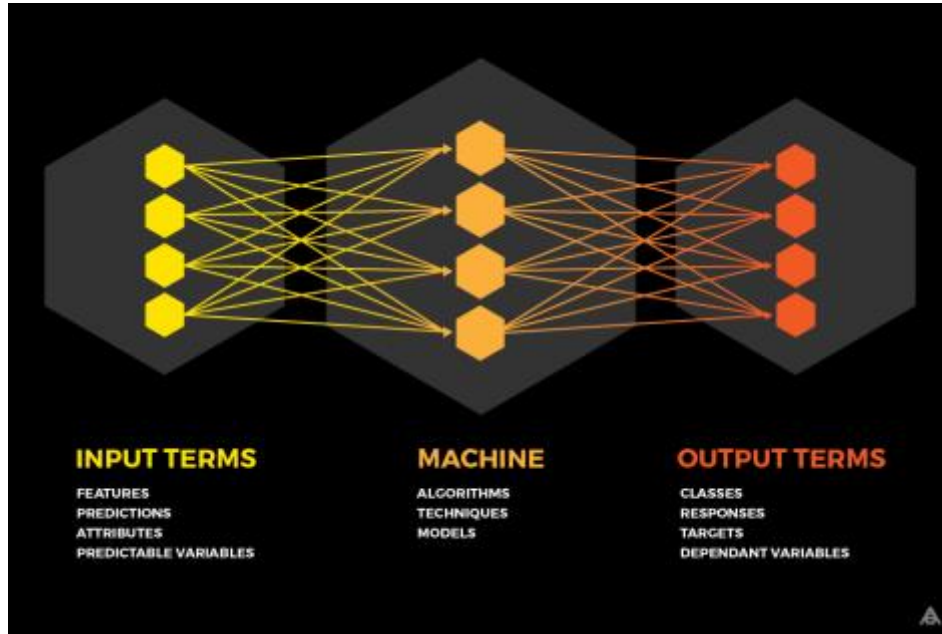 INPUT TERMS
FEATURES
PREDICTIONS
ATTRIBUTES
PREDICTABLE VARIABLES
MACHINE
ALGORITHMS
TECHNIQUES
MODELS
OUTPUT TERMS
CLASSES
RESPONSES
TARGETS
DEPENDANT VARIABLES